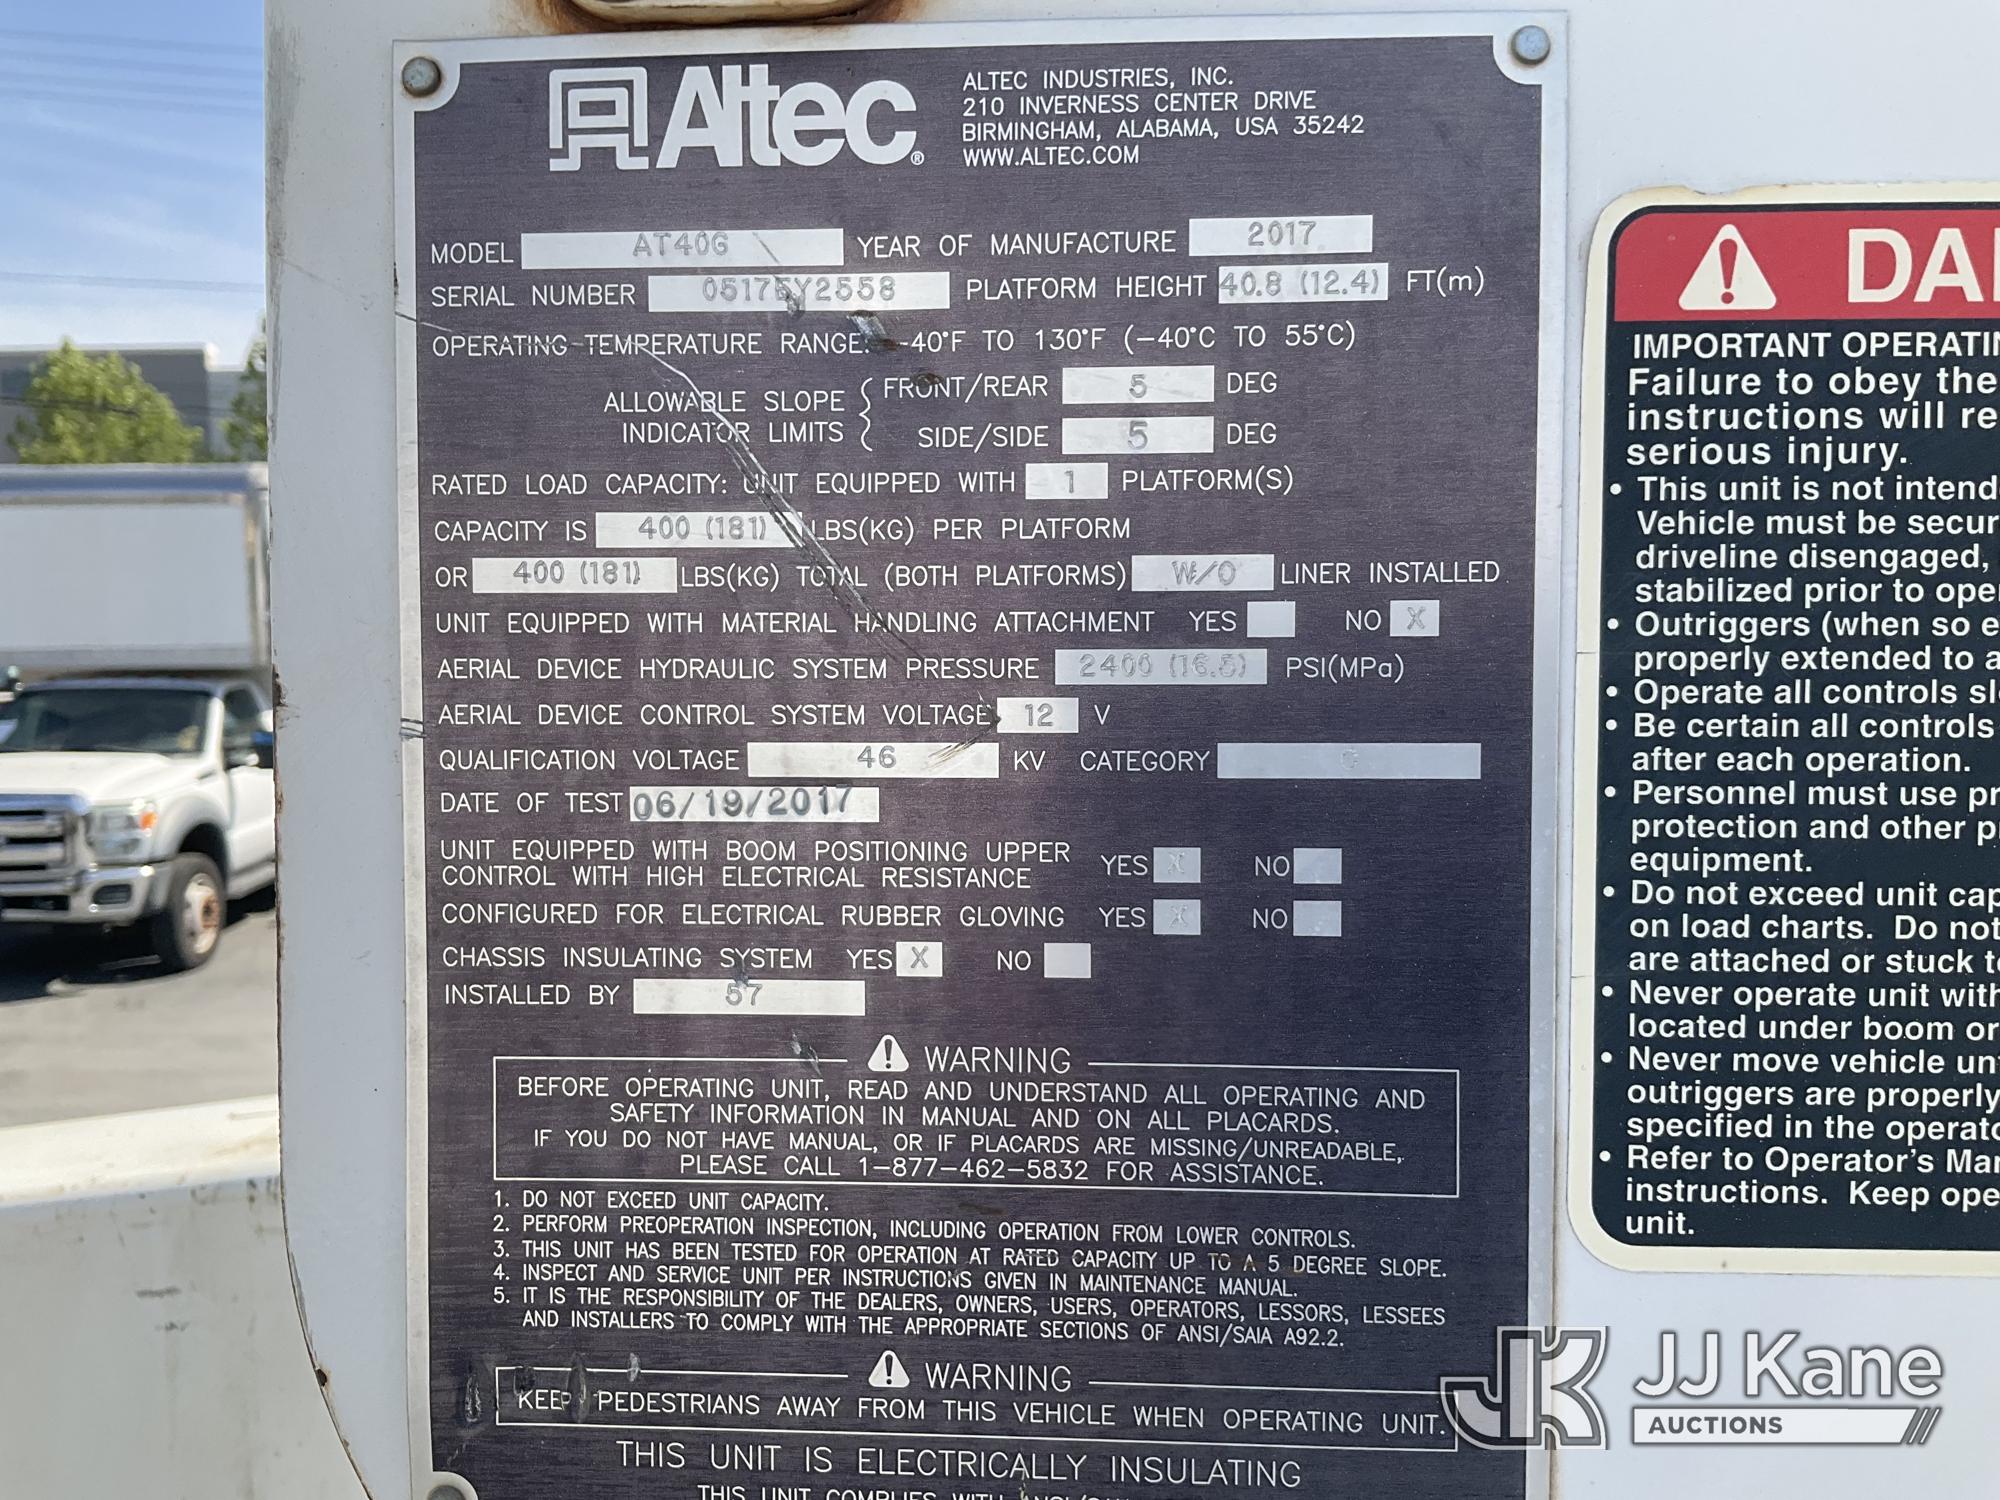 Altec®
ALTEC INDUSTRIES, INC.
210 INVERNESS CENTER DRIVE
BIRMINGHAM, ALABAMA, USA 35242
WWW.ALTEC.COM
MODEL AT40G YEAR OF MANUFACTURE 2017
SERIAL NUMBER 05175Y2558 PLATFORM HEIGHT 40.8 (12.4) FT(m)
OPERATING TEMPERATURE RANGE: -40°F TO 130°F (-40°C TO 55°C)
ALLOWABLE SLOPE INDICATOR LIMITS { FRONT/REAR 5 DEG
SIDE/SIDE 5 DEG
RATED LOAD CAPACITY: UNIT EQUIPPED WITH 1 PLATFORM(S)
CAPACITY IS 400 (181) LBS(KG) PER PLATFORM
OR 400 (181) LBS(KG) TOTAL (BOTH PLATFORMS) W/O LINER INSTALLED
UNIT EQUIPPED WITH MATERIAL HANDLING ATTACHMENT YES NO X
AERIAL DEVICE HYDRAULIC SYSTEM PRESSURE 2400 (16.5) PSI(MPa)
AERIAL DEVICE CONTROL SYSTEM VOLTAGE 12 V
QUALIFICATION VOLTAGE 46 KV CATEGORY C
DATE OF TEST 06/19/2017
UNIT EQUIPPED WITH BOOM POSITIONING UPPER
CONTROL WITH HIGH ELECTRICAL RESISTANCE YES X NO
CONFIGURED FOR ELECTRICAL RUBBER GLOVING YES X NO
CHASSIS INSULATING SYSTEM YES X NO
INSTALLED BY 57
WARNING
BEFORE OPERATING UNIT, READ AND UNDERSTAND ALL OPERATING AND
SAFETY INFORMATION IN MANUAL AND ON ALL PLACARDS.
IF YOU DO NOT HAVE MANUAL, OR IF PLACARDS ARE MISSING/UNREADABLE,
PLEASE CALL 1-877-462-5832 FOR ASSISTANCE.
1. DO NOT EXCEED UNIT CAPACITY.
2. PERFORM PREOPERATION INSPECTION, INCLUDING OPERATION FROM LOWER CONTROLS.
3. THIS UNIT HAS BEEN TESTED FOR OPERATION AT RATED CAPACITY UP TO A 5 DEGREE SLOPE.
4. INSPECT AND SERVICE UNIT PER INSTRUCTIONS GIVEN IN MAINTENANCE MANUAL.
5. IT IS THE RESPONSIBILITY OF THE DEALERS, OWNERS, USERS, OPERATORS, LESSORS, LESSEES
AND INSTALLERS TO COMPLY WITH THE APPROPRIATE SECTIONS OF ANSI/SAIA A92.2.
WARNING
KEEP PEDESTRIANS AWAY FROM THIS VEHICLE WHEN OPERATING UNIT.
THIS UNIT IS ELECTRICALLY INSULATING
THIS UNIT COMPLIES WITH
IMPORTANT
Failure to obey the
instructions will
serious injury.
• This unit is not
Vehicle must be
driveline disengaged,
stabilized prior to
• Outriggers (when so
properly extended to
• Operate all controls
• Be certain all controls
after each operation.
• Personnel must use
protection and other
equipment.
• Do not exceed unit
on load charts. Do not
are attached or stuck
• Never operate unit
located under boom or
• Never move vehicle
outriggers are properly
specified in the
• Refer to Operator's
instructions. Keep
unit.
JK JJ Kane
AUCTIONS